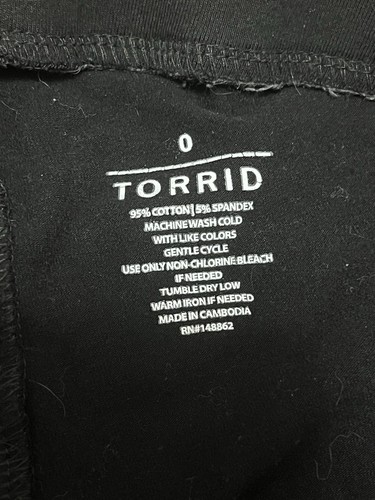 0
TORRID
95% COTTON|5% SPANDEX
MACHINE WASH COLD
WITH LIKE COLORS
GENTLE CYCLE
USE ONLY NON-CHLORINE BLEACH
IF NEEDED
TUMBLE DRY LOW
WARM IRON IF NEEDED
MADE IN CAMBODIA
RN#148862